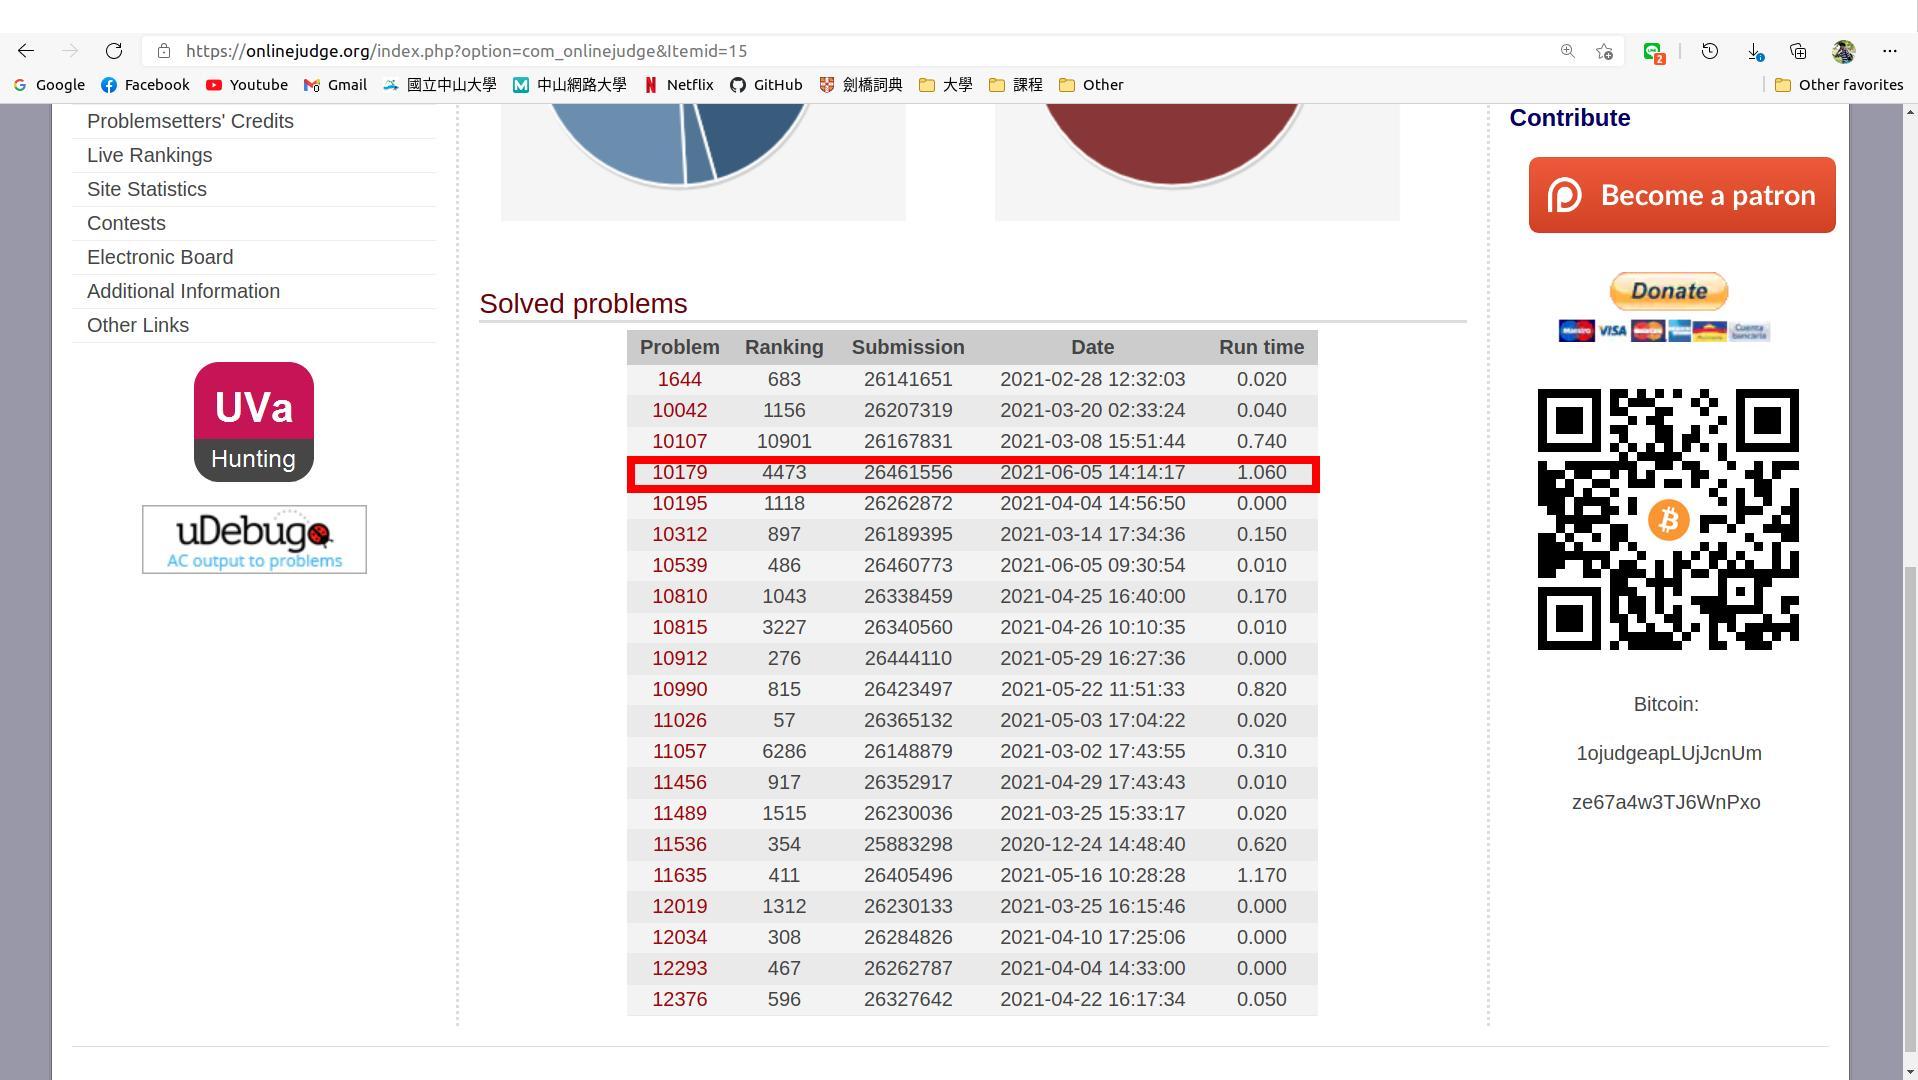 https://onlinejudge.org/index.php?option=com_onlinejudge&Itemid=15
2
Google Facebook Youtube Gmail 國立中山大學 中山網路大學 Netflix GitHub 劍橋詞典 大學 課程 Other Other favorites
Problemsetters' Credits
Live Rankings
Site Statistics
Contests
Electronic Board
Additional Information
Other Links
UVa
Hunting
uDebug
AC output to problems
Solved problems
Problem Ranking Submission Date Run time
1644 683 26141651 2021-02-28 12:32:03 0.020
10042 1156 26207319 2021-03-20 02:33:24 0.040
10107 10901 26167831 2021-03-08 15:51:44 0.740
10179 4473 26461556 2021-06-05 14:14:17 1.060
10195 1118 26262872 2021-04-04 14:56:50 0.000
10312 897 26189395 2021-03-14 17:34:36 0.150
10539 486 26460773 2021-06-05 09:30:54 0.010
10810 1043 26338459 2021-04-25 16:40:00 0.170
10815 3227 26340560 2021-04-26 10:10:35 0.010
10912 276 26444110 2021-05-29 16:27:36 0.000
10990 815 26423497 2021-05-22 11:51:33 0.820
11026 57 26365132 2021-05-03 17:04:22 0.020
11057 6286 26148879 2021-03-02 17:43:55 0.310
11456 917 26352917 2021-04-29 17:43:43 0.010
11489 1515 26230036 2021-03-25 15:33:17 0.020
11536 354 25883298 2020-12-24 14:48:40 0.620
11635 411 26405496 2021-05-16 10:28:28 1.170
12019 1312 26230133 2021-03-25 16:15:46 0.000
12034 308 26284826 2021-04-10 17:25:06 0.000
12293 467 26262787 2021-04-04 14:33:00 0.000
12376 596 26327642 2021-04-22 16:17:34 0.050
Contribute
Become a patron
Donate
VISA
Cuenta
bancaria
Bitcoin:
1ojudgeapLUjJcnUm
ze67a4w3TJ6WnPxo